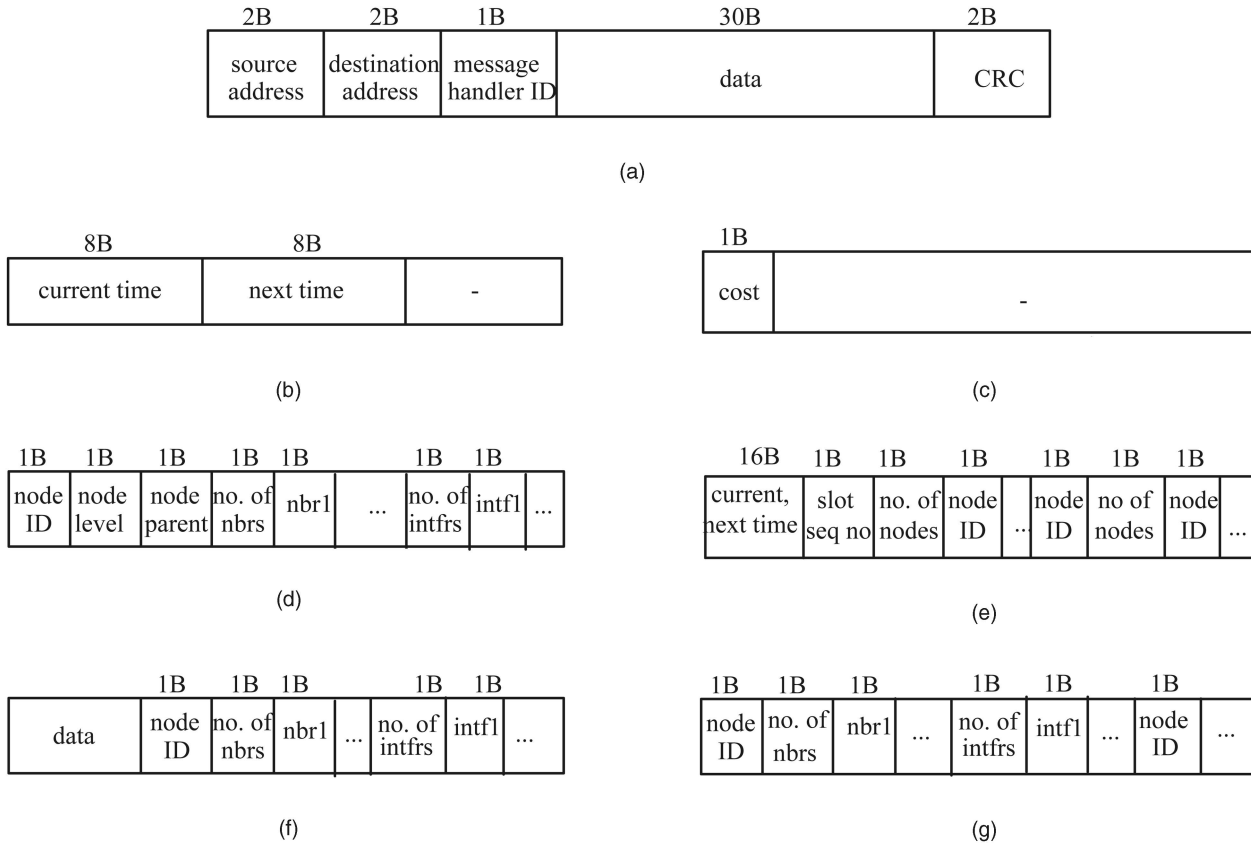 2B 2B 1B 30B 2B
source address destination address message handler ID data CRC
(a)
8B 8B
current time next time -
(b)
1B
cost -
(c)
1B 1B 1B 1B 1B 1B 1B
node ID node level node parent no. of nbrs nbr1 ... no. of intfrs intf1 ...
(d)
16B 1B 1B 1B 1B 1B 1B
current, next time slot seq no no. of nodes node ID ... node ID no of nodes node ID ...
(e)
1B 1B 1B 1B 1B
data node ID no. of nbrs nbr1 ... no. of intfrs intf1 ...
(f)
1B 1B 1B 1B 1B 1B
node ID no. of nbrs nbr1 ... no. of intfrs intf1 ... node ID ...
(g)